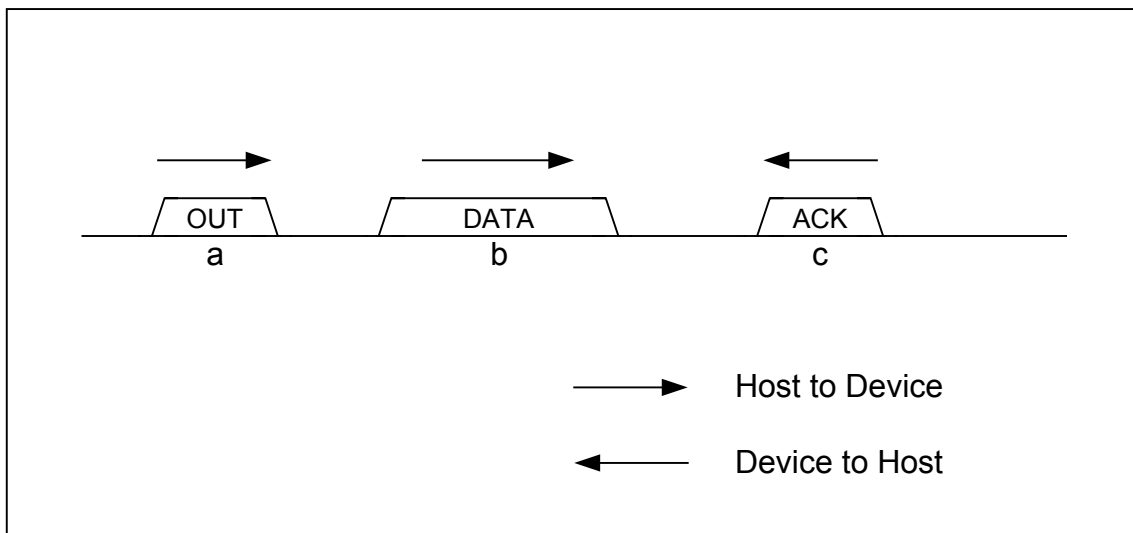 OUT DATA ACK
a b c
Host to Device
Device to Host